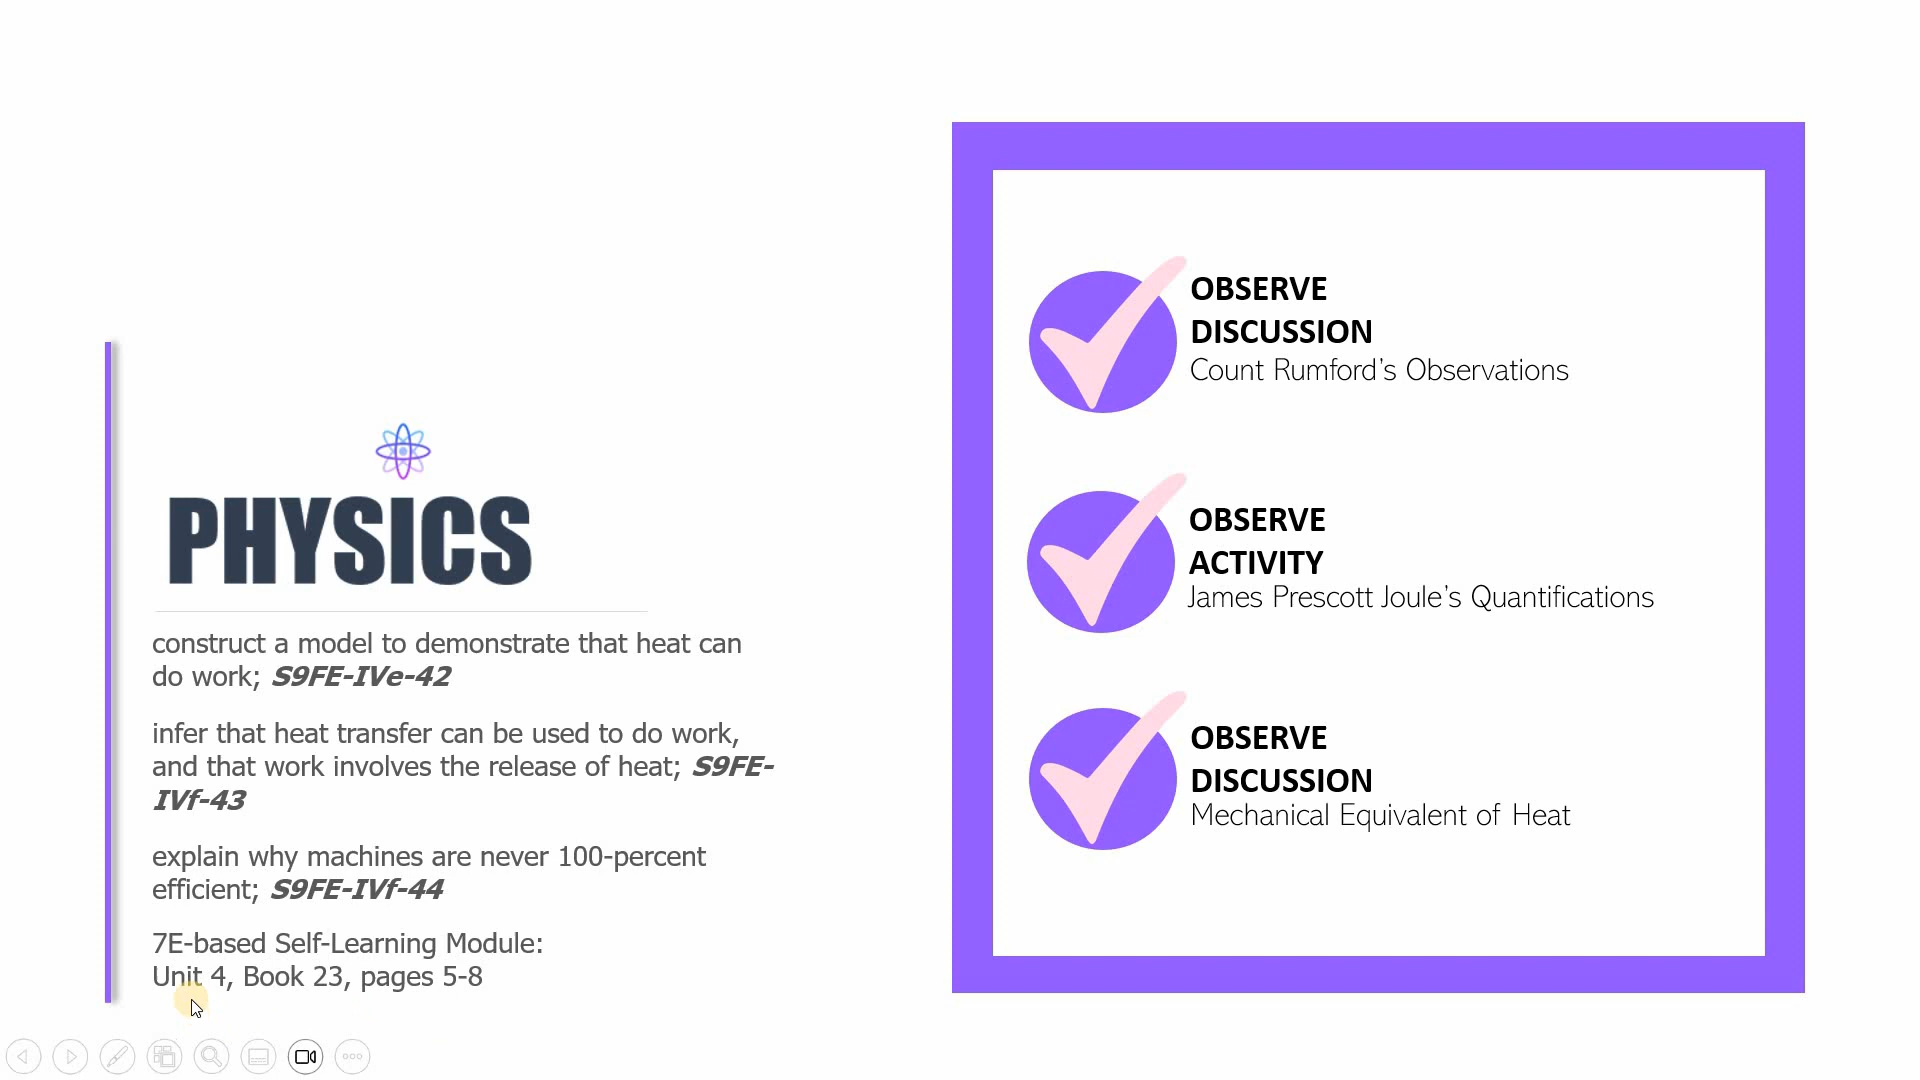 PHYSICS
construct a model to demonstrate that heat can
do work; S9FE-IVe-42
infer that heat transfer can be used to do work,
and that work involves the release of heat; S9FE-
IVf-43
explain why machines are never 100-percent
efficient; S9FE-IVf-44
7E-based Self-Learning Module:
Unit 4, Book 23, pages 5-8
OBSERVE
DISCUSSION
Count Rumford's Observations
OBSERVE
ACTIVITY
James Prescott Joule's Quantifications
OBSERVE
DISCUSSION
Mechanical Equivalent of Heat